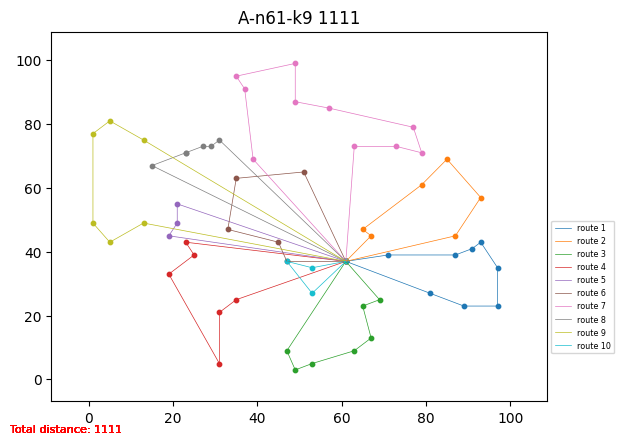 A-n61-k9 1111
100
80
60
40
20
0
0 20 40 60 80 100
route 1
route 2
route 3
route 4
route 5
route 6
route 7
route 8
route 9
route 10
Total distance: 1111